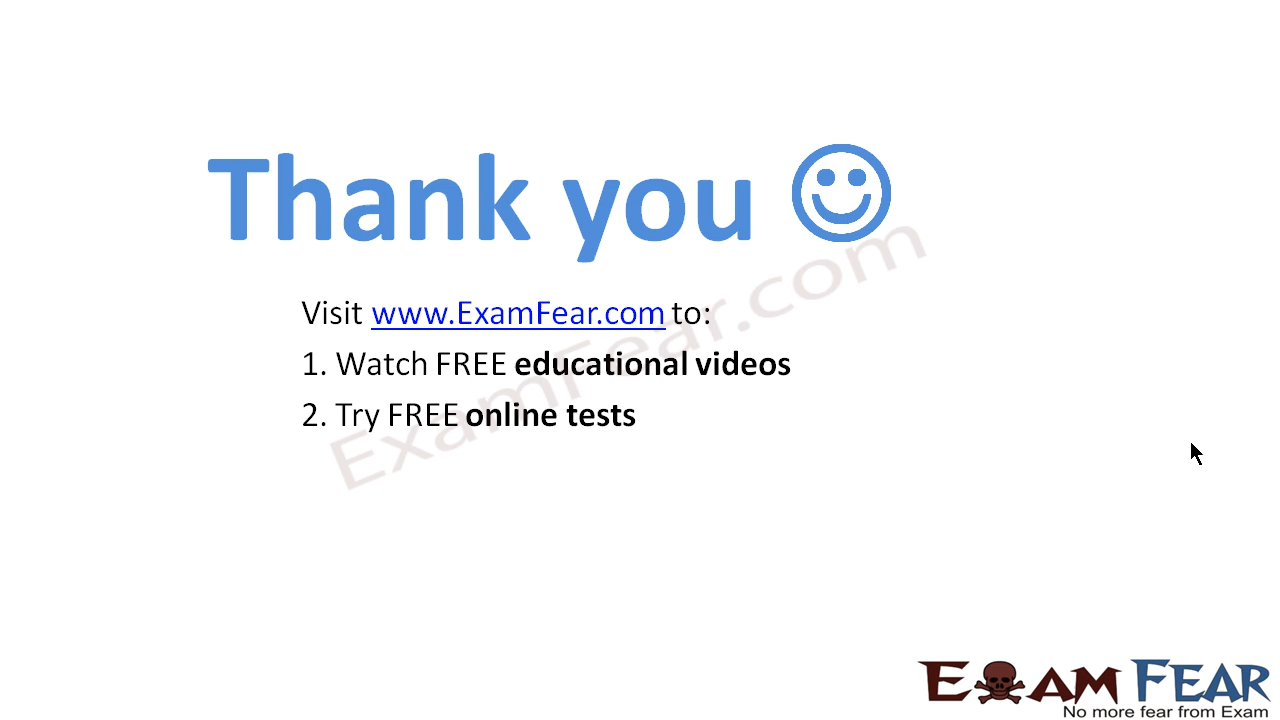 Thank you
Visit www.ExamFear.com to:
1. Watch FREE educational videos
2. Try FREE online tests
ExamFear.com
EXAM FEAR
No more fear from Exam